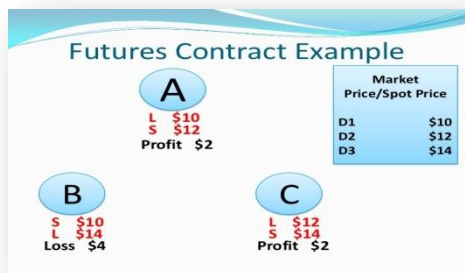 Futures Contract Example
A
L $10
S $12
Profit $2
Market
Price/Spot Price
D1 $10
D2 $12
D3 $14
B
S $10
L $14
Loss $4
C
L $12
S $14
Profit $2